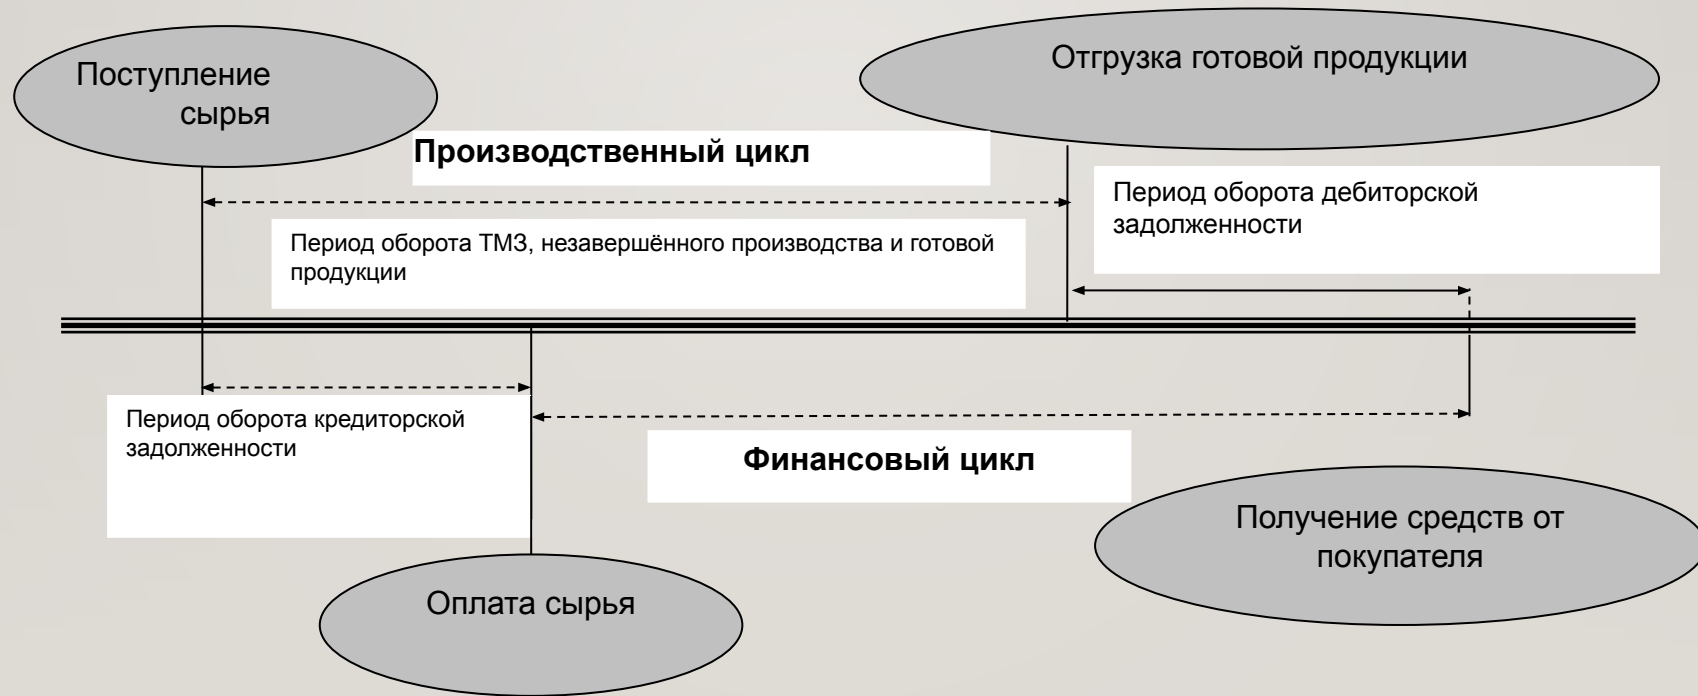 Поступление
сырья
Отгрузка готовой продукции
Производственный цикл
Период оборота дебиторской
задолженности
Период оборота ТМЗ, незавершённого производства и готовой
продукции
Период оборота кредиторской
задолженности
Финансовый цикл
Получение средств от
покупателя
Оплата сырья